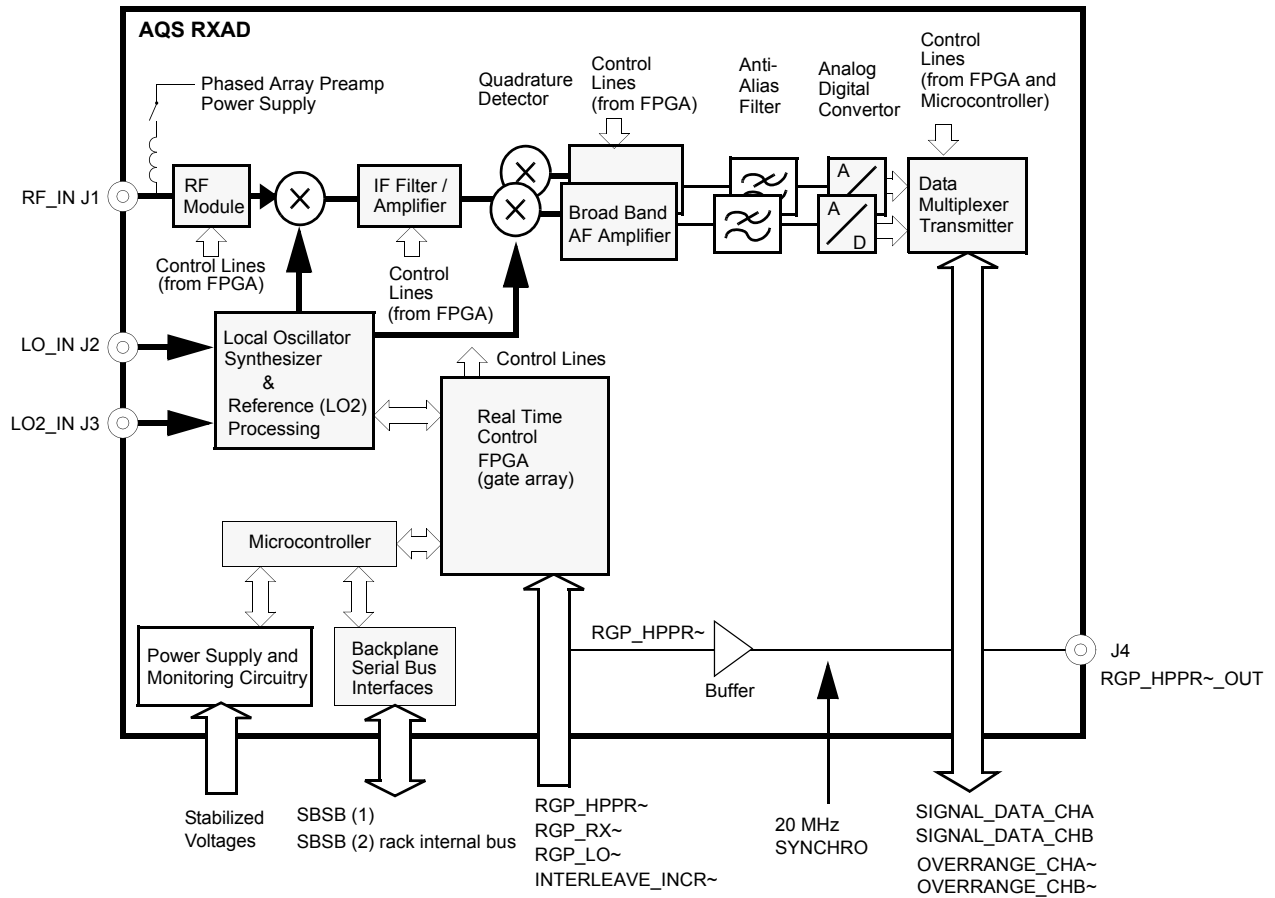 AQS RXAD
Phased Array Preamp
Power Supply
Quadrature
Detector
Control
Lines
(from FPGA)
Anti-
Alias
Filter
Analog
Digital
Convertor
Control
Lines
(from FPGA and
Microcontroller)
RF_IN J1
RF
Module
IF Filter /
Amplifier
Broad Band
AF Amplifier
A
A
D
Data
Multiplexer
Transmitter
Control Lines
(from FPGA)
Control
Lines
(from FPGA)
LO_IN J2
LO2_IN J3
Local Oscillator
Synthesizer
&
Reference (LO2)
Processing
Control Lines
Real Time
Control
FPGA
(gate array)
Microcontroller
Power Supply and
Monitoring Circuitry
Backplane
Serial Bus
Interfaces
RGP_HPPR~
Buffer
J4
RGP_HPPR~_OUT
Stabilized
Voltages
SBSB (1)
SBSB (2) rack internal bus
RGP_HPPR~
RGP_RX~
RGP_LO~
INTERLEAVE_INCR~
20 MHz
SYNCHRO
SIGNAL_DATA_CHA
SIGNAL_DATA_CHB
OVERRANGE_CHA~
OVERRANGE_CHB~